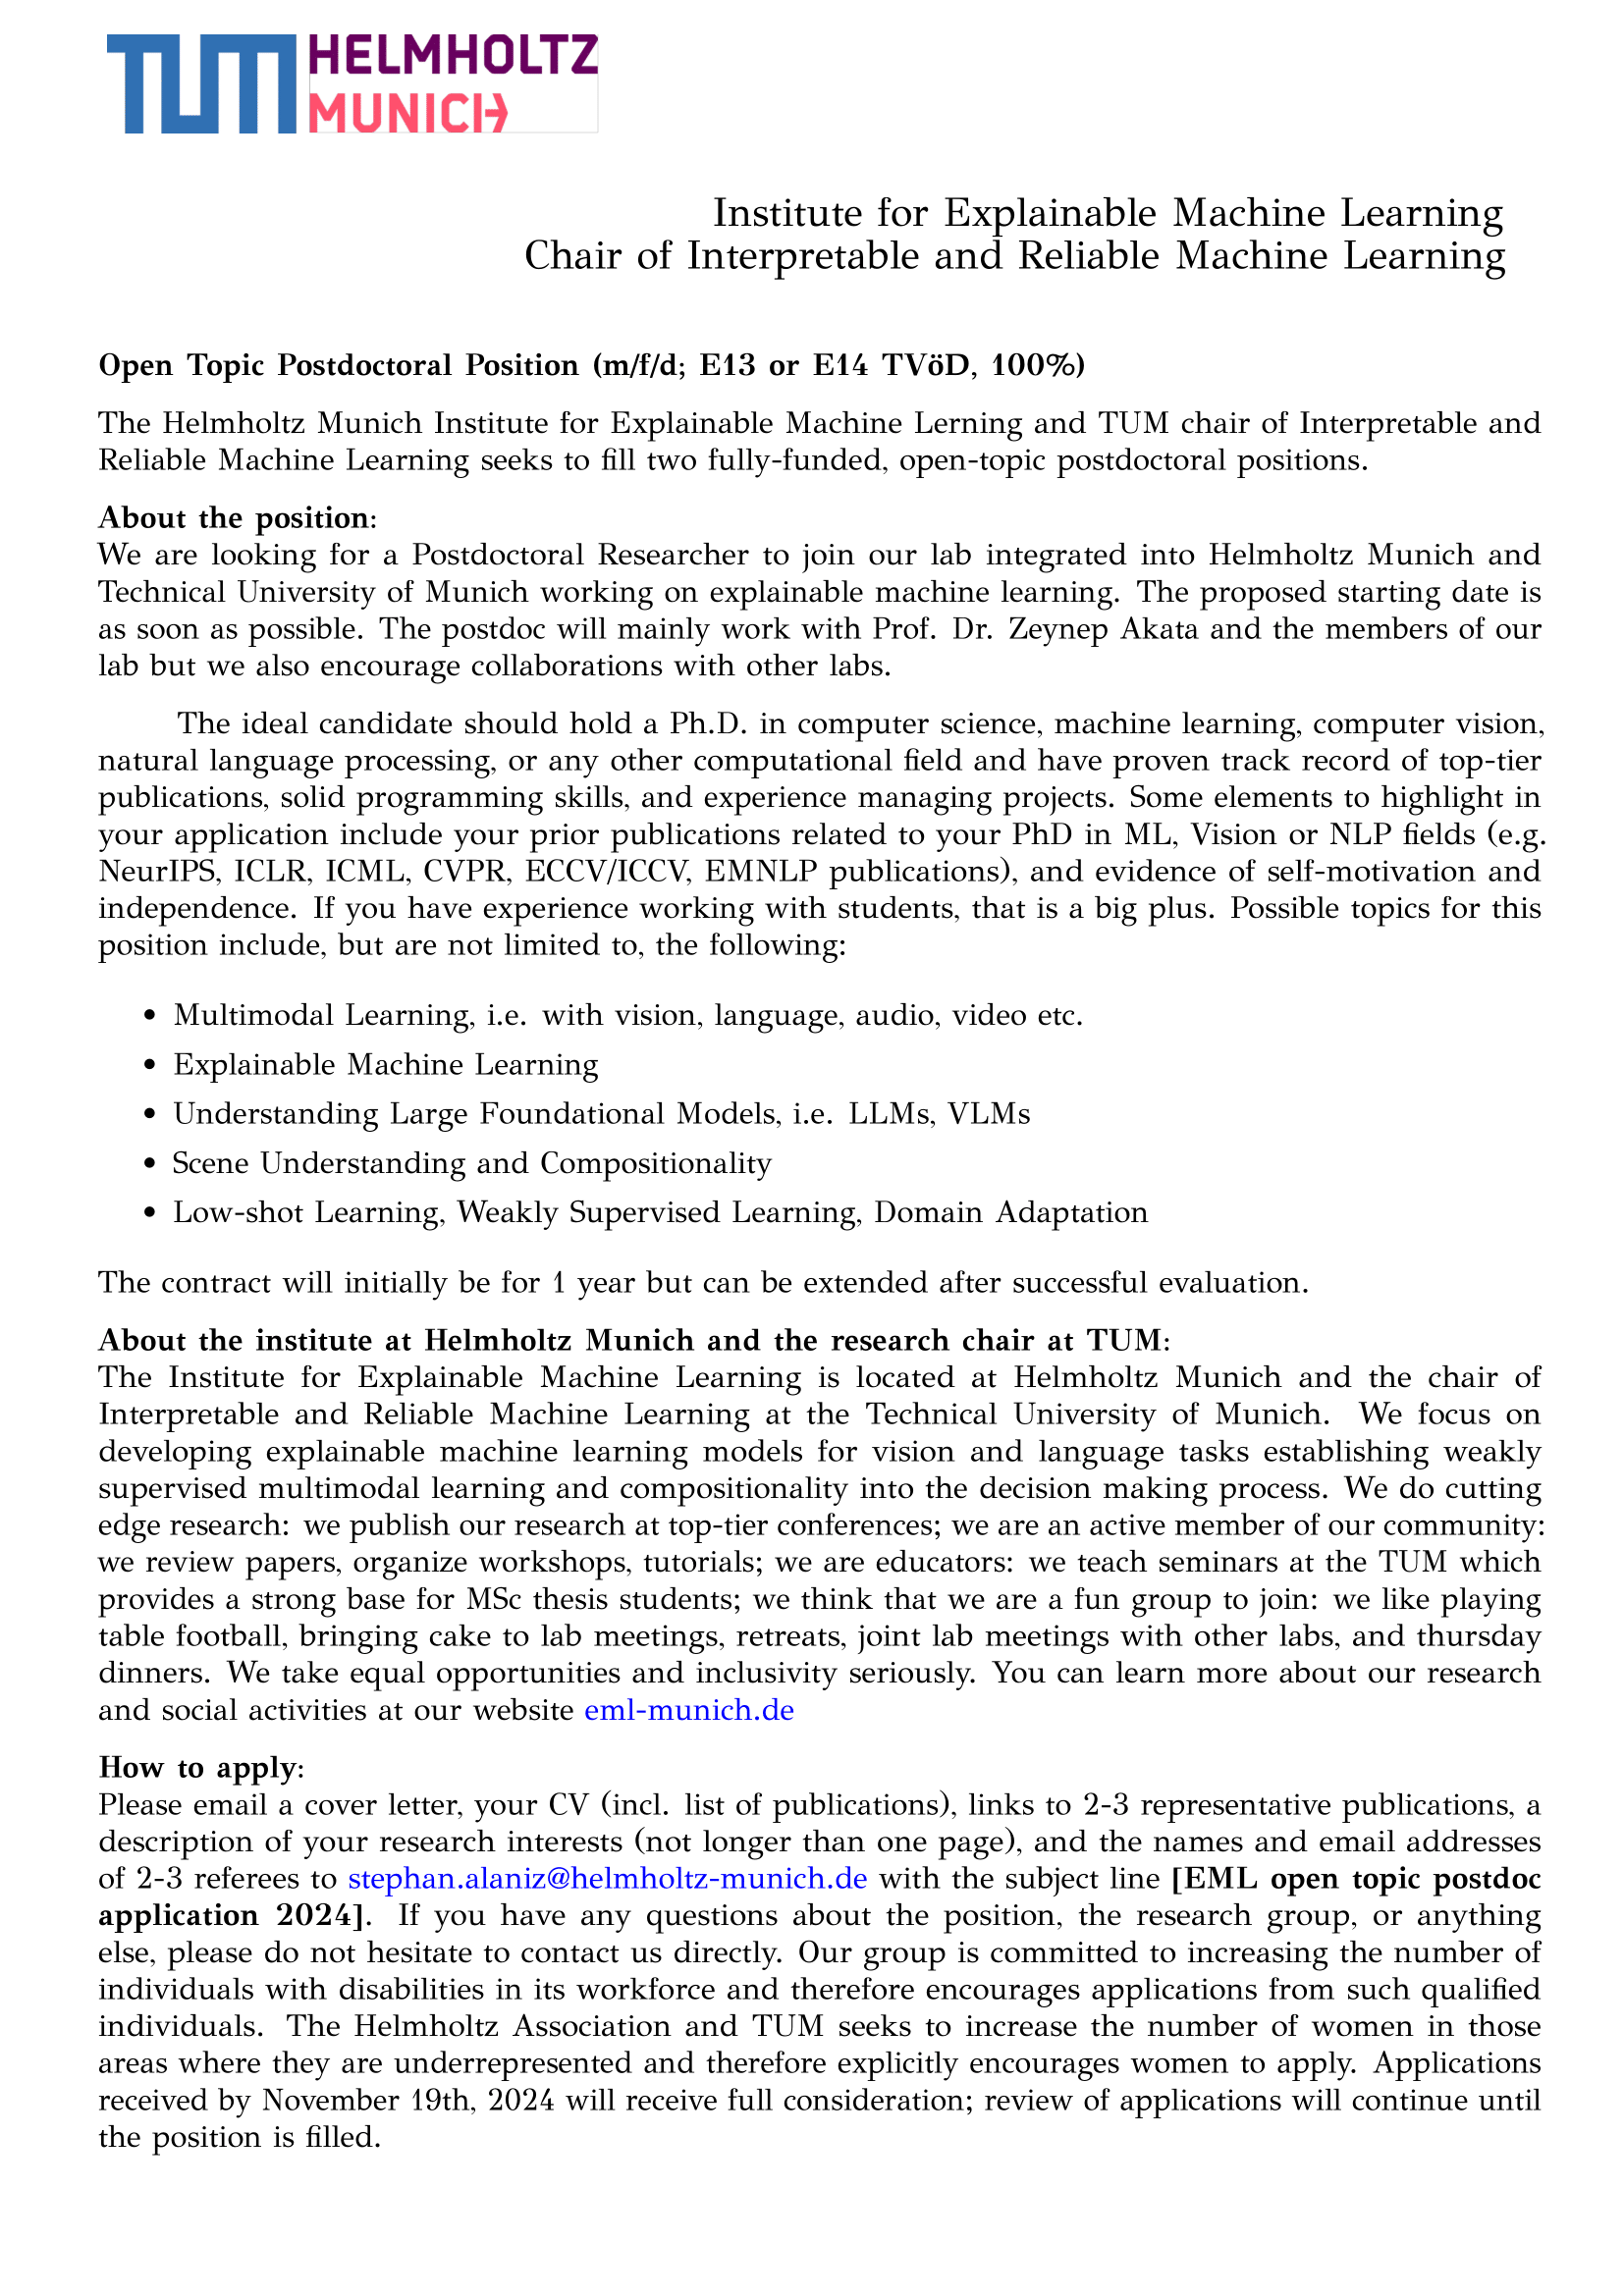 TUM HELMHOLTZ
MUNICH
Institute for Explainable Machine Learning
Chair of Interpretable and Reliable Machine Learning
Open Topic Postdoctoral Position (m/f/d; E13 or E14 TVöD, 100%)
The Helmholtz Munich Institute for Explainable Machine Lerning and TUM chair of Interpretable and
Reliable Machine Learning seeks to fill two fully-funded, open-topic postdoctoral positions.
About the position:
We are looking for a Postdoctoral Researcher to join our lab integrated into Helmholtz Munich and
Technical University of Munich working on explainable machine learning. The proposed starting date is
as soon as possible. The postdoc will mainly work with Prof. Dr. Zeynep Akata and the members of our
lab but we also encourage collaborations with other labs.
The ideal candidate should hold a Ph.D. in computer science, machine learning, computer vision,
natural language processing, or any other computational field and have proven track record of top-tier
publications, solid programming skills, and experience managing projects. Some elements to highlight in
your application include your prior publications related to your PhD in ML, Vision or NLP fields (e.g.
NeurIPS, ICLR, ICML, CVPR, ECCV/ICCV, EMNLP publications), and evidence of self-motivation and
independence. If you have experience working with students, that is a big plus. Possible topics for this
position include, but are not limited to, the following:
• Multimodal Learning, i.e. with vision, language, audio, video etc.
• Explainable Machine Learning
• Understanding Large Foundational Models, i.e. LLMs, VLMs
• Scene Understanding and Compositionality
• Low-shot Learning, Weakly Supervised Learning, Domain Adaptation
The contract will initially be for 1 year but can be extended after successful evaluation.
About the institute at Helmholtz Munich and the research chair at TUM:
The Institute for Explainable Machine Learning is located at Helmholtz Munich and the chair of
Interpretable and Reliable Machine Learning at the Technical University of Munich. We focus on
developing explainable machine learning models for vision and language tasks establishing weakly
supervised multimodal learning and compositionality into the decision making process. We do cutting
edge research: we publish our research at top-tier conferences; we are an active member of our community:
we review papers, organize workshops, tutorials; we are educators: we teach seminars at the TUM which
provides a strong base for MSc thesis students; we think that we are a fun group to join: we like playing
table football, bringing cake to lab meetings, retreats, joint lab meetings with other labs, and thursday
dinners. We take equal opportunities and inclusivity seriously. You can learn more about our research
and social activities at our website eml-munich.de
How to apply:
Please email a cover letter, your CV (incl. list of publications), links to 2-3 representative publications, a
description of your research interests (not longer than one page), and the names and email addresses
of 2-3 referees to stephan.alaniz@helmholtz-munich.de with the subject line [EML open topic postdoc
application 2024]. If you have any questions about the position, the research group, or anything
else, please do not hesitate to contact us directly. Our group is committed to increasing the number of
individuals with disabilities in its workforce and therefore encourages applications from such qualified
individuals. The Helmholtz Association and TUM seeks to increase the number of women in those
areas where they are underrepresented and therefore explicitly encourages women to apply. Applications
received by November 19th, 2024 will receive full consideration; review of applications will continue until
the position is filled.